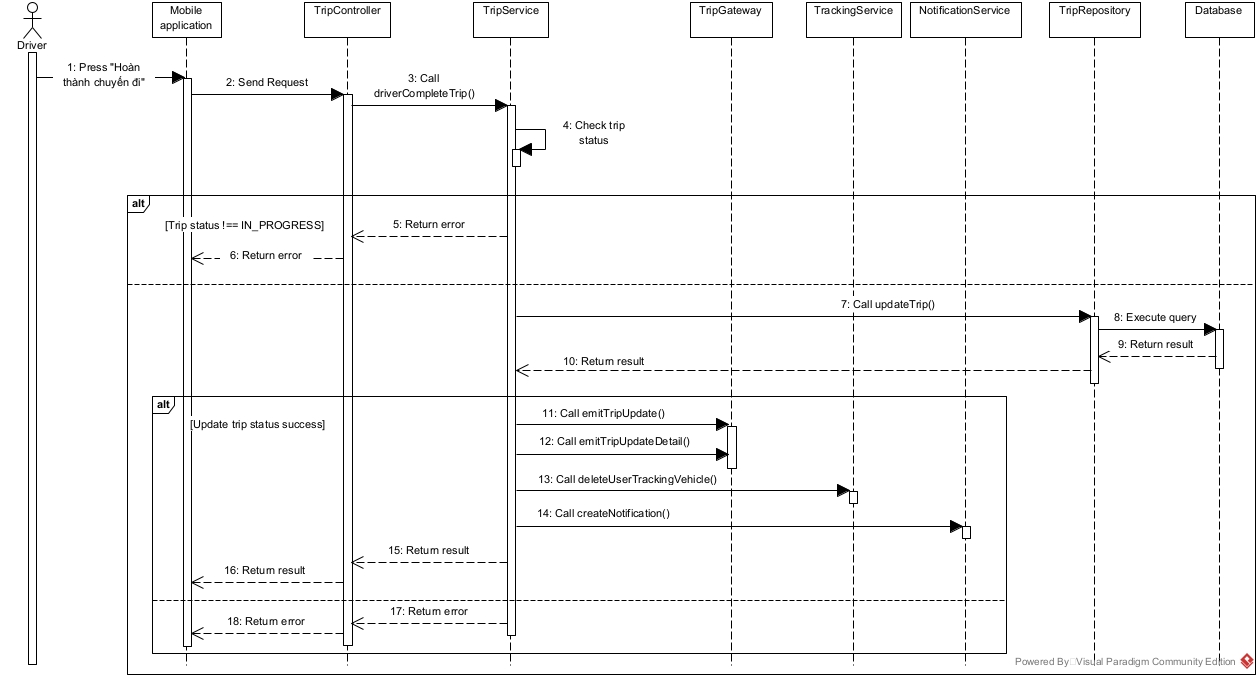 Driver
Mobile
application
TripController
TripService
TripGateway
TrackingService
NotificationService
TripRepository
Database
1: Press "Hoàn
thành chuyến đi"
2: Send Request
3: Call
driverCompleteTrip()
4: Check trip
status
alt
[Trip status !== IN_PROGRESS]
5: Return error
6: Return error
7: Call updateTrip()
8: Execute query
9: Return result
10: Return result
alt
[Update trip status success]
11: Call emitTripUpdate()
12: Call emitTripUpdateDetail()
13: Call deleteUserTrackingVehicle()
14: Call createNotification()
15: Return result
16: Return result
17: Return error
18: Return error
Powered By Visual Paradigm Community Edition